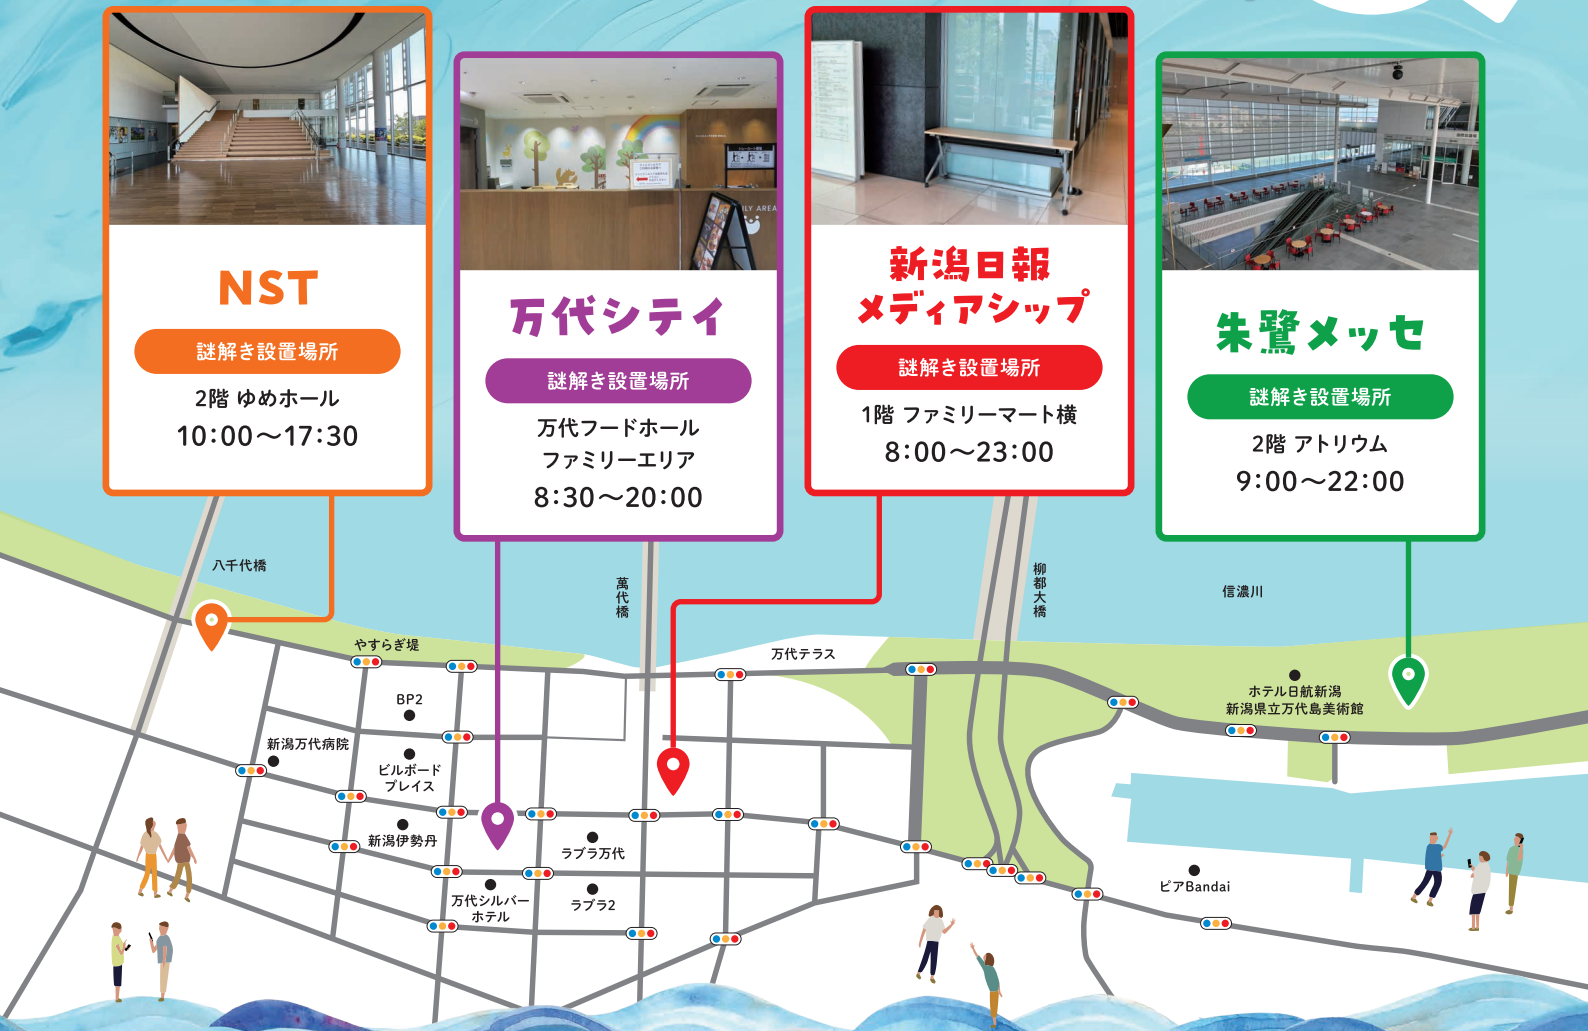 NST
謎解き設置場所
2階 ゆめホール
10:00～17:30
ILY AREA
万代シテイ
謎解き設置場所
万代フードホール
ファミリーエリア
8:30～20:00
新潟日報
メディアシップ
謎解き設置場所
1階 ファミリーマート横
8:00～23:00
朱鷺メッセ
謎解き設置場所
2階 アトリウム
9:00～22:00
八千代橋
萬代橋
柳都大橋
信濃川
やすらぎ堤
万代テラス
BP2
新潟万代病院
ビルボード
プレイス
新潟伊勢丹
ラブラ万代
万代シルバー
ホテル
ラブラ2
ホテル日航新潟
新潟県立万代島美術館
ピアBandai